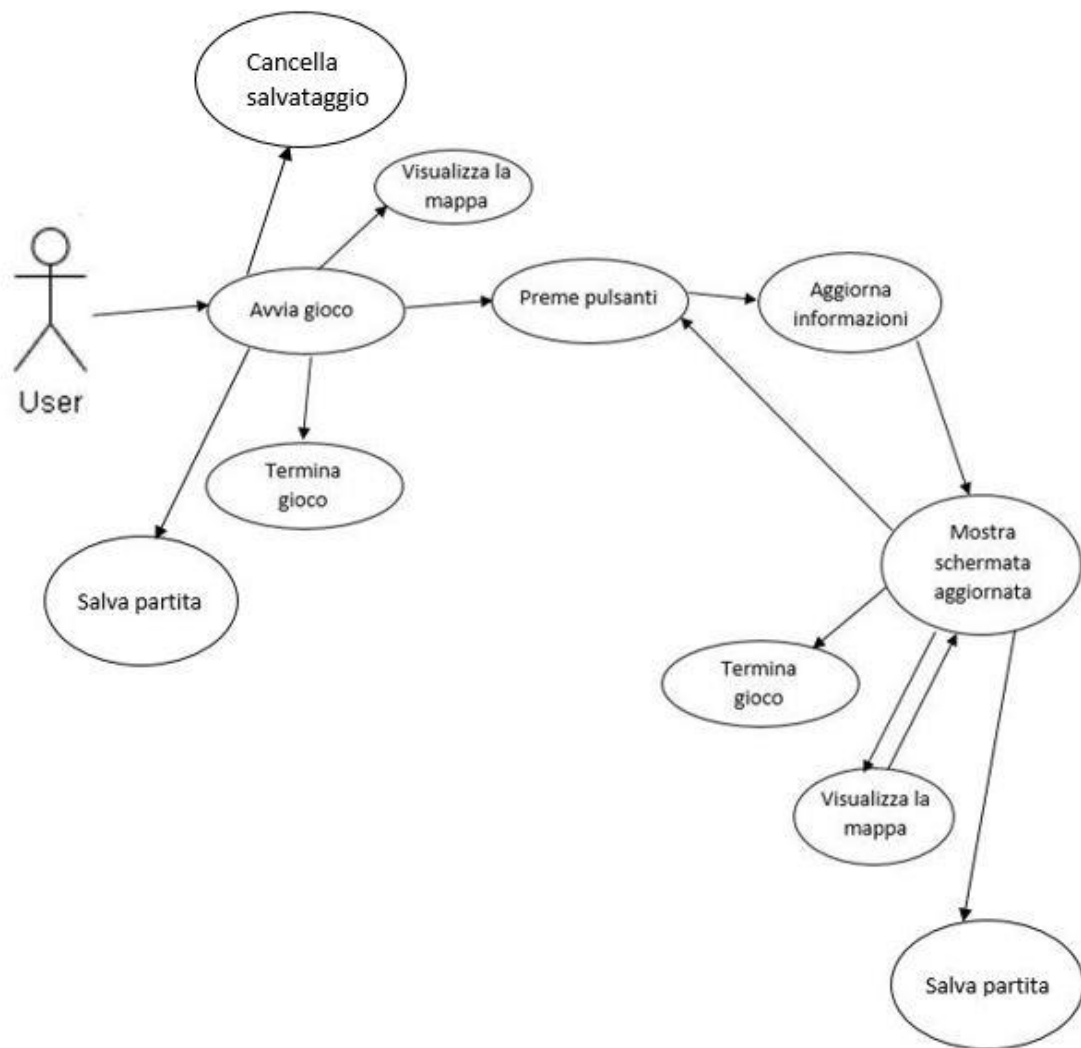 Cancella
salvataggio
Visualizza la
mappa
User
Avvia gioco
Preme pulsanti
Aggiorna
informazioni
Termina
gioco
Salva partita
Mostra
schermata
aggiornata
Termina
gioco
Visualizza la
mappa
Salva partita